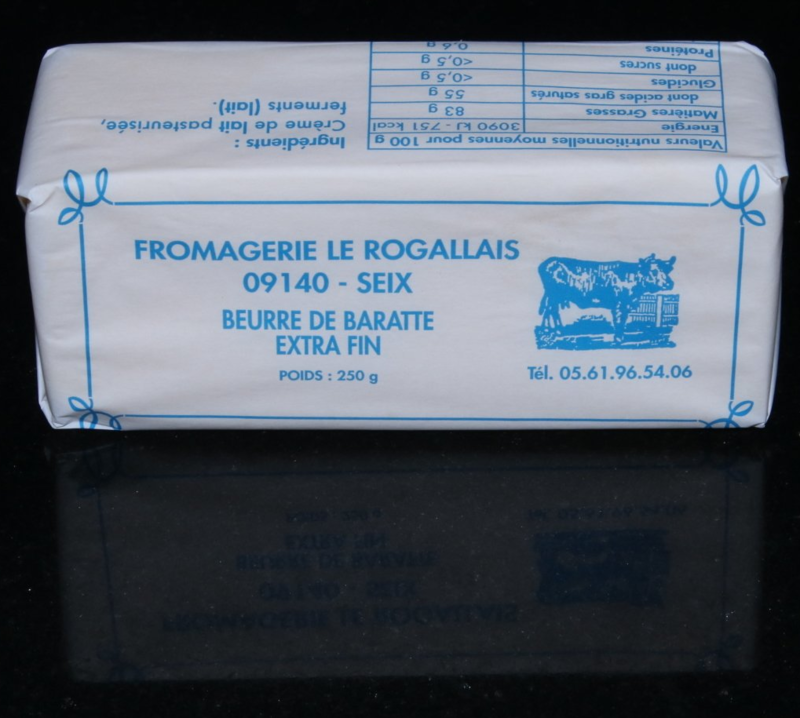 FROMAGERIE LE ROGALLAIS
09140 - SEIX
BEURRE DE BARATTE
EXTRA FIN
POIDS : 250 g
Tél. 05.61.96.54.06
Ingrédients :
Crème de lait pasteurisée,
ferments (lait).
Valeurs nutritionnelles moyennes pour 100 g
Energie 3090 kJ - 751 kcal
Matières Grasses 83 g
dont acides gras saturés 55 g
Glucides <0,5 g
dont sucres <0,5 g
Protéines 0,6 g